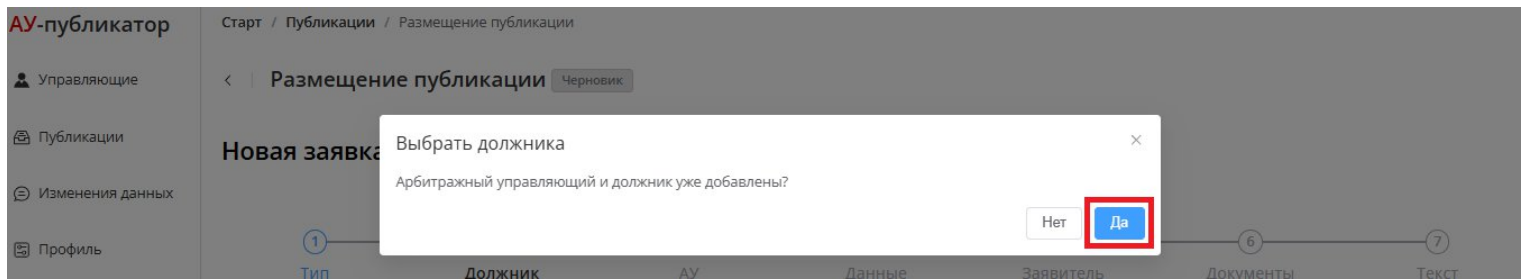 АУ-публикатор
Старт / Публикации / Размещение публикации
Управляющие
< Размещение публикации Черновик
Публикации
Новая заявка
Выбрать должника ×
Арбитражный управляющий и должник уже добавлены?
Нет Да
Изменения данных
Профиль
1 6 7
Тип Должник АУ Данные Заявитель Документы Текст